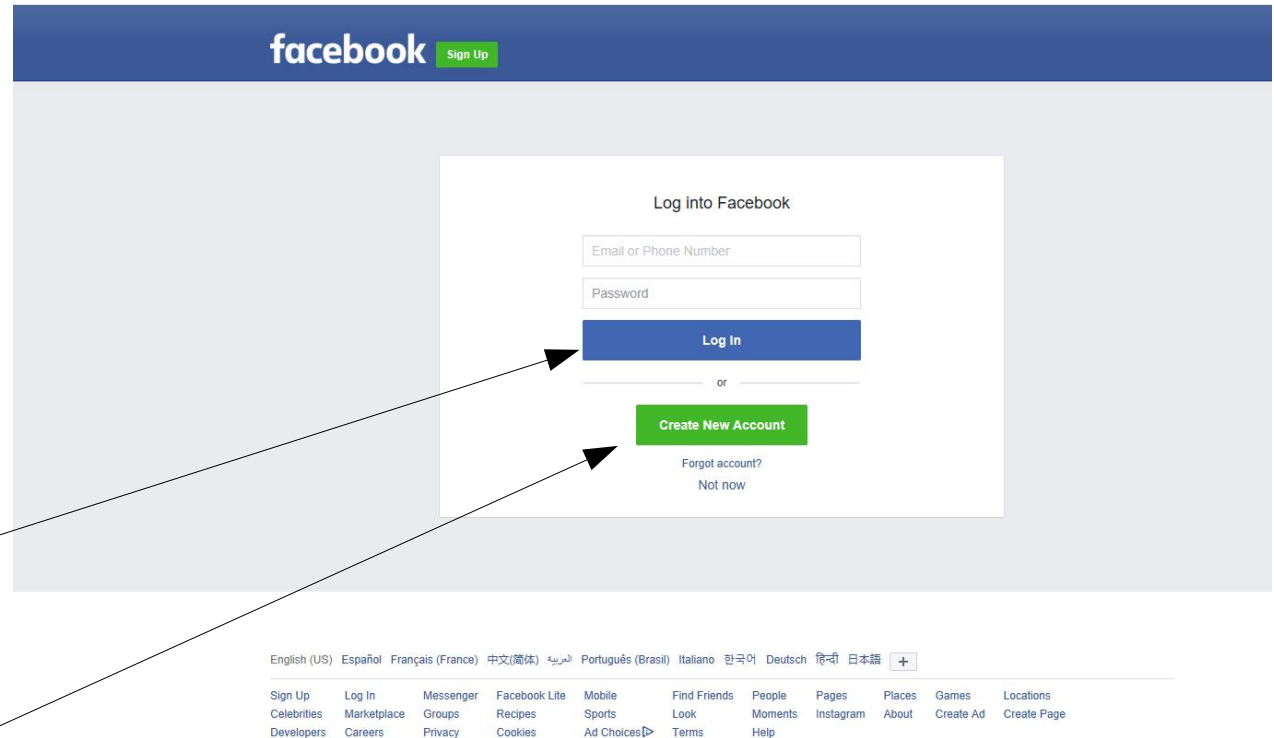 facebook Sign Up
Log into Facebook
Email or Phone Number
Password
Log In
or
Create New Account
Forgot account?
Not now
English (US) Español Français (France) 中文(简体) العربية Português (Brasil) Italiano 한국어 Deutsch हिन्दी 日本語 +
Sign Up Log In Messenger Facebook Lite Mobile Find Friends People Pages Places Games Locations
Celebrities Marketplace Groups Recipes Sports Look Moments Instagram About Create Ad Create Page
Developers Careers Privacy Cookies Ad Choices Terms Help